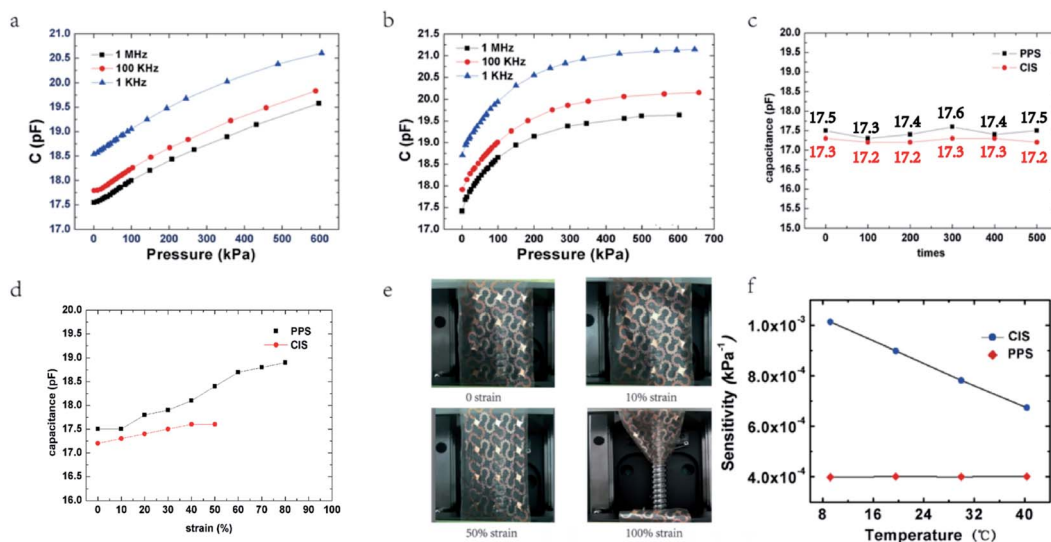 a
21.0
20.5
20.0
19.5
19.0
18.5
18.0
17.5
17.0
C (pF)
1 MHz
100 KHz
1 KHz
0 100 200 300 400 500 600
Pressure (kPa)
b
21.5
21.0
20.5
20.0
19.5
19.0
18.5
18.0
17.5
17.0
C (pF)
1 MHz
100 KHz
1 KHz
0 100 200 300 400 500 600 700
Pressure (kPa)
c
20.0
19.5
19.0
18.5
18.0
17.5
17.0
16.5
16.0
15.5
15.0
capacitance (pF)
PPS
CIS
17.5 17.3 17.4 17.6 17.4 17.5
17.3 17.2 17.2 17.3 17.3 17.2
0 100 200 300 400 500
times
d
20.0
19.5
19.0
18.5
18.0
17.5
17.0
16.5
16.0
capacitance (pF)
PPS
CIS
0 10 20 30 40 50 60 70 80 90 100
strain (%)
e
0 strain
10% strain
50% strain
100% strain
f
1.0x10⁻³
8.0x10⁻⁴
6.0x10⁻⁴
4.0x10⁻⁴
Sensitivity (kPa⁻¹)
CIS
PPS
8 16 24 32 40
Temperature (℃)